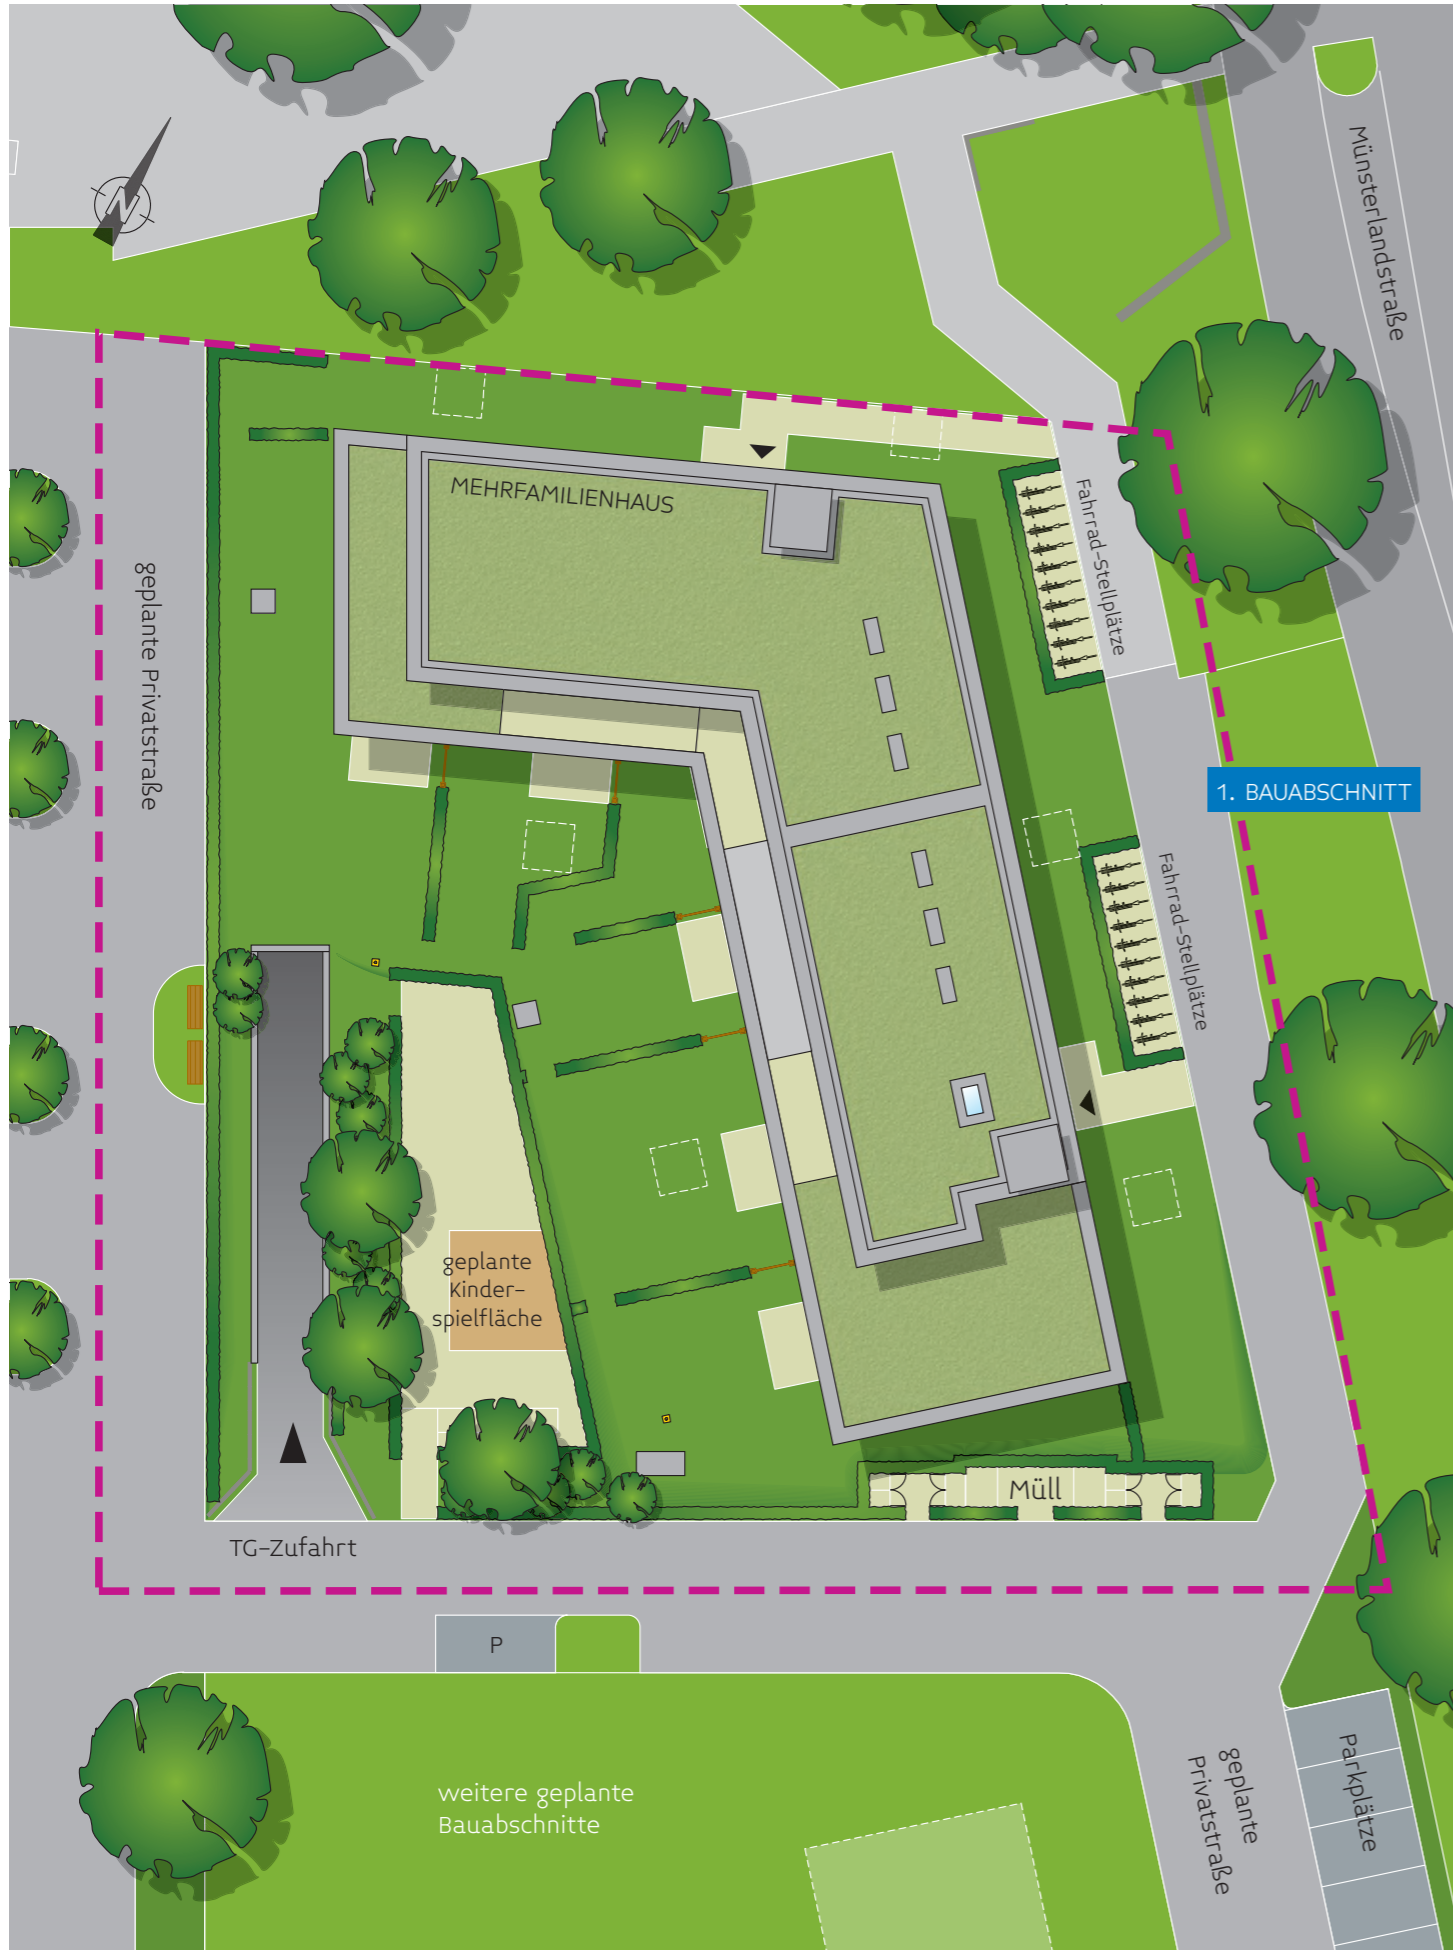 N
Münsterlandstraße
MEHRFAMILIENHAUS
Fahrrad-Stellplätze
geplante Privatstraße
1. BAUABSCHNITT
Fahrrad-Stellplätze
geplante
Kinder-
spielfläche
Müll
TG-Zufahrt
P
weitere geplante
Bauabschnitte
geplante
Privatstraße
Parkplätze